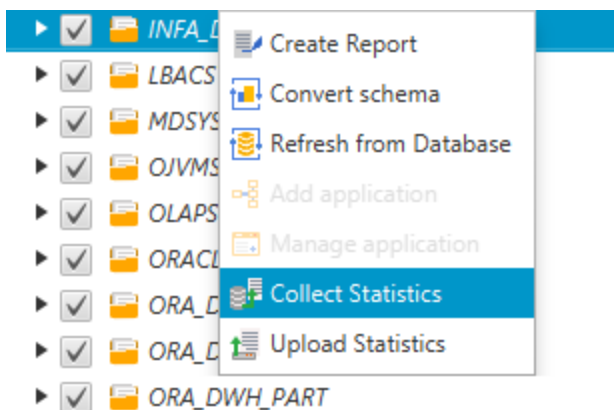 INFA_D
LBACS
MDSYS
OJVMS
OLAPS
ORACL
ORA_D
ORA_D
ORA_DWH_PART
Create Report
Convert schema
Refresh from Database
Add application
Manage application
Collect Statistics
Upload Statistics